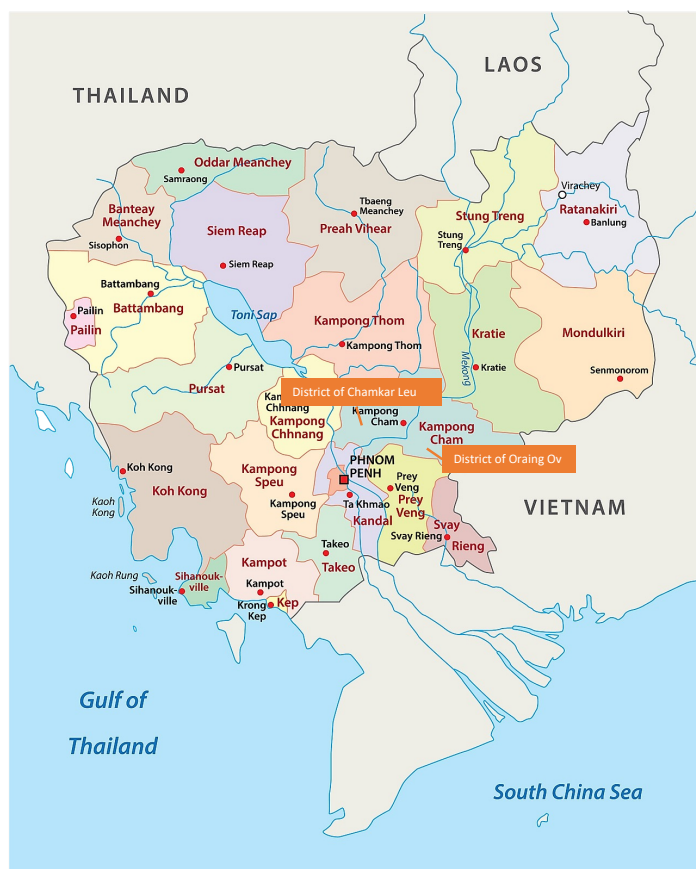 LAOS
THAILAND
Oddar Meanchey
Samraong
Virachey
Banteay
Meanchey
Tbaeng
Meanchey
Siem Reap
Preah Vihear
Stung Treng
Ratanakiri
Banlung
Sisophon
Stung
Treng
Siem Reap
Battambang
Battambang
Pailin
Pailin
Tonl Sap
Kampong Thom
Kampong Thom
Kratie
Kratie
Mekong
Mondulkiri
Senmonorom
Pursat
Pursat
District of Chamkar Leu
Chhnang
Kampong
Chhnang
Kampong
Cham
Kampong
Cham
District of Oraing Ov
PHNOM
PENH
Koh Kong
Koh Kong
Kampong
Speu
Kampong
Speu
Prey
Veng
Prey
Veng
Ta Khmao
Kandal
Kaoh
Kong
VIETNAM
Svay
Rieng
Svay Rieng
Takeo
Takeo
Kampot
Kampot
Kaoh Rung
Sihanouk-
ville
Sihanouk-
ville
Krong
Kep
Kep
Gulf of
Thailand
South China Sea